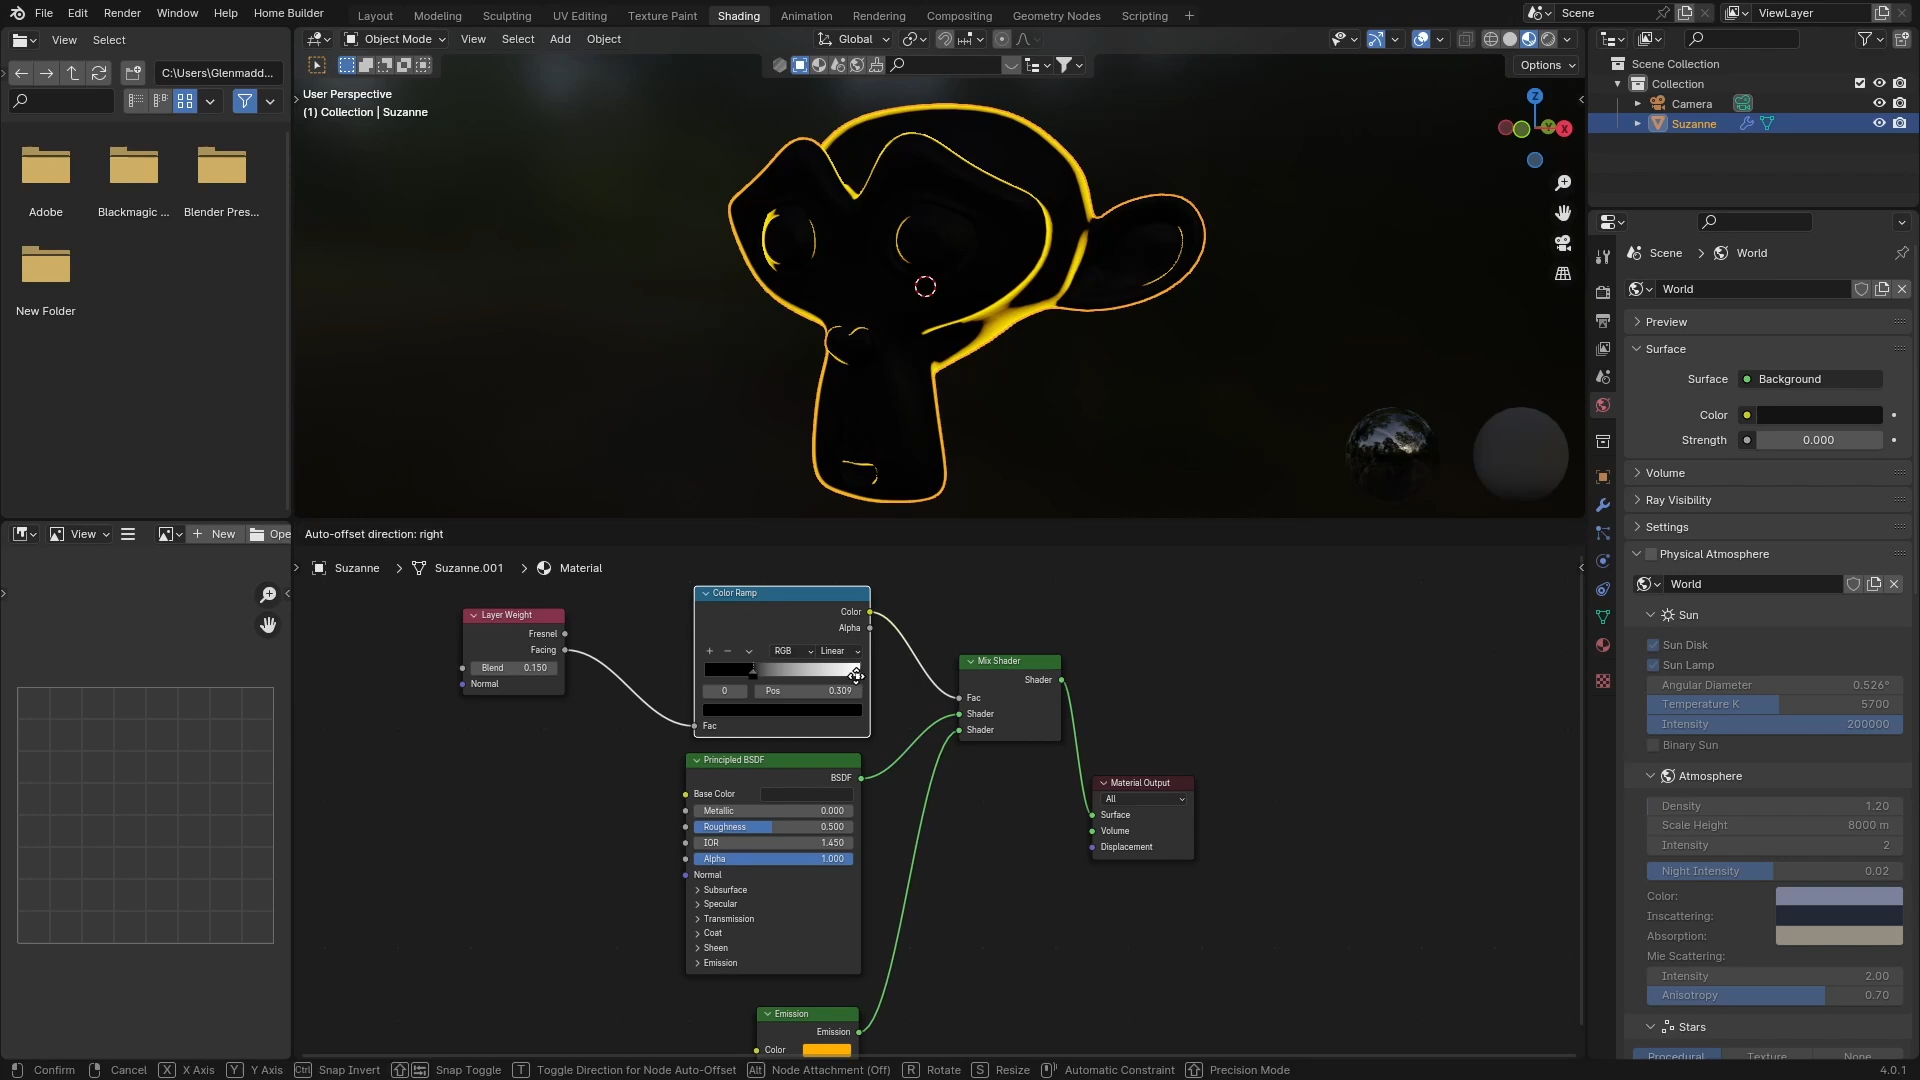 File Edit Render Window Help Home Builder Layout Modeling Sculpting UV Editing Texture Paint Shading Animation Rendering Compositing Geometry Nodes Scripting + Scene ViewLayer
View Select
Object Mode View Select Add Object Global
C:\Users\Glenmadd...
Options
User Perspective
(1) Collection | Suzanne
Scene Collection
Collection
Camera
Suzanne
Z
Y
X
Adobe Blackmagic ... Blender Pres...
New Folder
Scene > World
World
Preview
Surface
Surface Background
Color
Strength 0.000
Volume
Ray Visibility
Settings
Physical Atmosphere
World
Sun
Sun Disk
Sun Lamp
Angular Diameter 0.526°
Temperature K 5700
Intensity 200000
Binary Sun
Atmosphere
Density 1.20
Scale Height 8000 m
Intensity 2
Night Intensity 0.02
Color:
Inscattering:
Absorption:
Mie Scattering:
Intensity 2.00
Anisotropy 0.70
Stars
Procedural Texture None
View + New Ope
Auto-offset direction: right
Suzanne > Suzanne.001 > Material
Layer Weight
Fresnel
Facing
Blend 0.150
Normal
Color Ramp
Color
Alpha
+ − RGB Linear
0 Pos 0.309
Fac
Mix Shader
Shader
Fac
Shader
Shader
Principled BSDF
BSDF
Base Color
Metallic 0.000
Roughness 0.500
IOR 1.450
Alpha 1.000
Normal
Subsurface
Specular
Transmission
Coat
Sheen
Emission
Material Output
All
Surface
Volume
Displacement
Emission
Emission
Color
Confirm Cancel X X Axis Y Y Axis Ctrl Snap Invert Snap Toggle T Toggle Direction for Node Auto-Offset Alt Node Attachment (Off) R Rotate S Resize Automatic Constraint Precision Mode 4.0.1